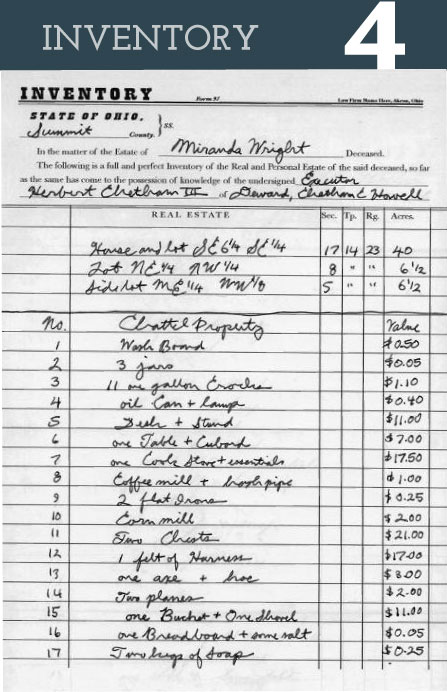 INVENTORY 4
INVENTORY Form 97 Law Firm Name Here, Akron, Ohio
STATE OF OHIO,
Summit County. } ss.
In the matter of the Estate of Miranda Wright Deceased.
The following is a full and perfect Inventory of the Real and Personal Estate of the said deceased, so far
as the same has come to the possession of knowledge of the undersigned Executor
Herbert Chetham III of Deward, Chetham & Howell
REAL ESTATE Sec. Tp. Rg. Acres.
House and lot SE 1/4 SE 1/4 17 14 23 40
Lot NE 1/4 NW 1/4 8 " " 6 1/2
Side lot NW 1/8 5 " " 6 1/2
No. Chattel Property Value
1 Wash Board $0.50
2 3 jars $0.05
3 11 one gallon Crocks $1.10
4 oil Can + lamp $0.40
5 Desk + Stand $11.00
6 one Table + Cubord $7.00
7 one Cook Stove + essentials $17.50
8 Coffee mill + pipe $1.00
9 2 flat Irons $0.25
10 Corn mill $2.00
11 Two Chests $21.00
12 1 felt of Harness $17.00
13 one axe + hoe $8.00
14 Two planes $2.00
15 one Bucket + One Shovel $11.00
16 one Breadboard + some salt $0.05
17 Two kegs of Soap $0.25